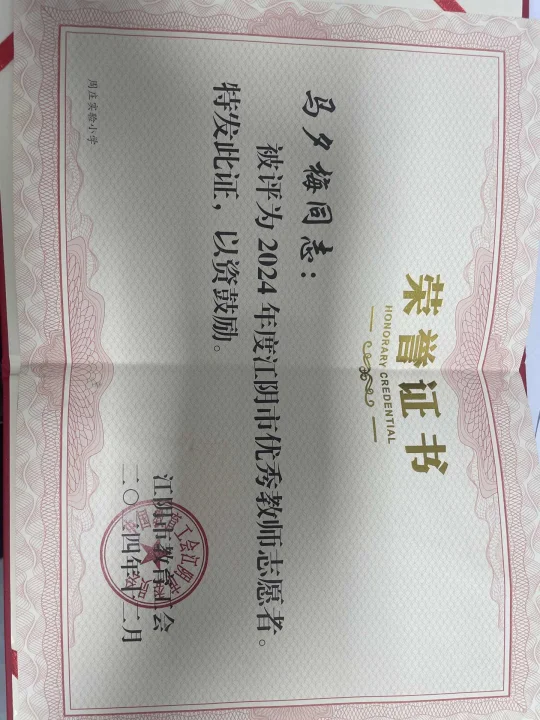 荣誉证书
HONORARY CREDENTIAL
马夕梅同志：
被评为2024年度江阴市优秀教师志愿者。
特发此证，以资鼓励。
江阴市教育工会
二〇二四年十二月
周庄实验小学